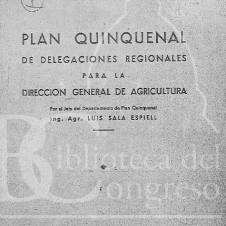 PLAN QUINQUENAL
DE DELEGACIONES REGIONALES
PARA LA
DIRECCION GENERAL DE AGRICULTURA
Por el Jefe del Departamento de Plan Quinquenal
Ing. Agr. LUIS SALA ESPIELL
Biblioteca del
Congreso